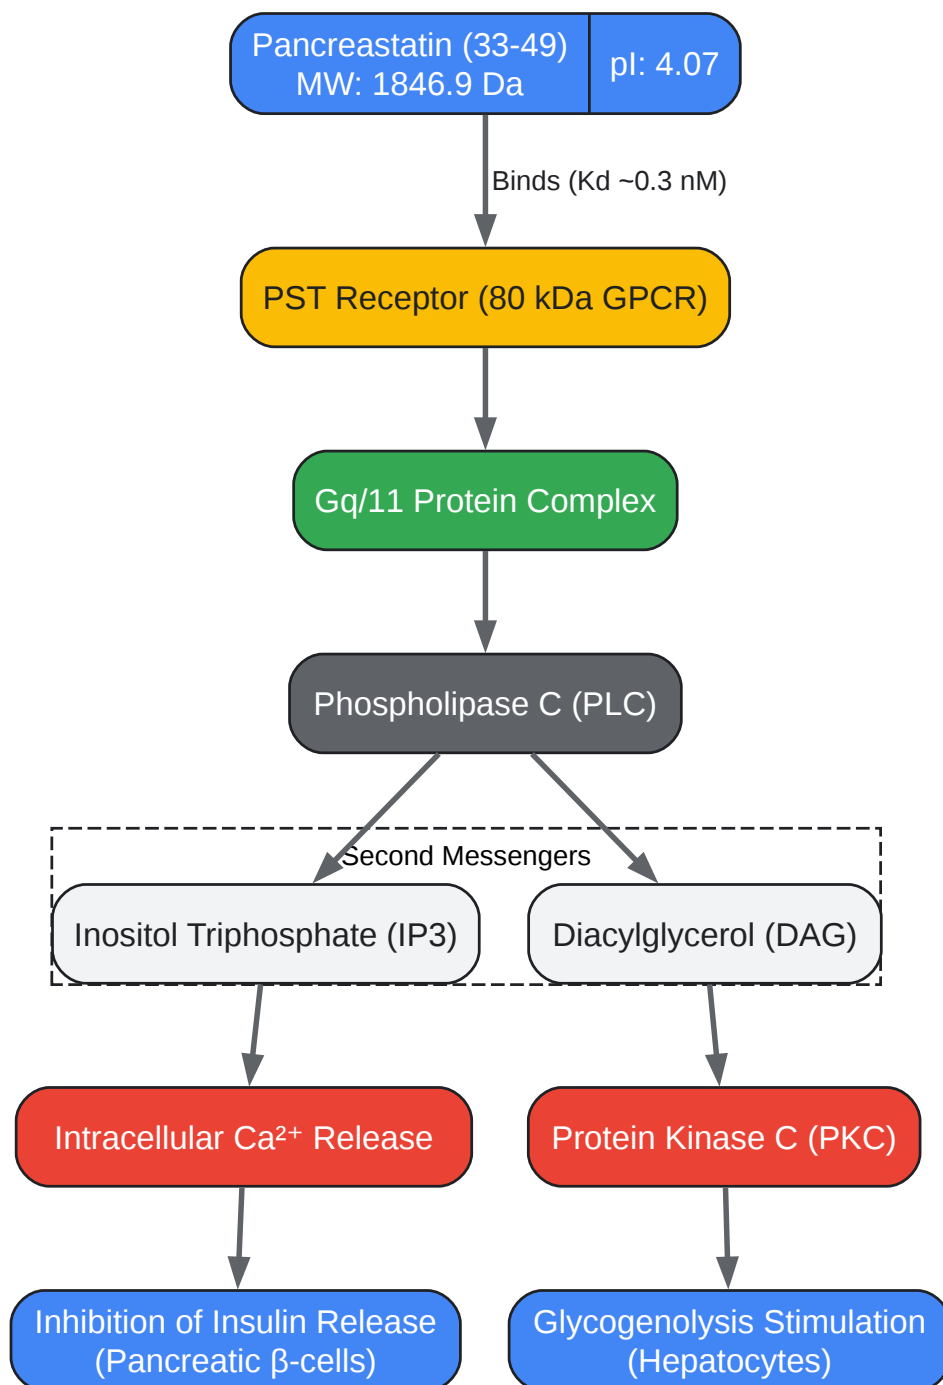 Pancreastatin (33-49)
MW: 1846.9 Da
pI: 4.07
Binds (Kd ~0.3 nM)
PST Receptor (80 kDa GPCR)
Gq/11 Protein Complex
Phospholipase C (PLC)
Second Messengers
Inositol Triphosphate (IP3)
Diacylglycerol (DAG)
Intracellular Ca²⁺ Release
Protein Kinase C (PKC)
Inhibition of Insulin Release
(Pancreatic β-cells)
Glycogenolysis Stimulation
(Hepatocytes)